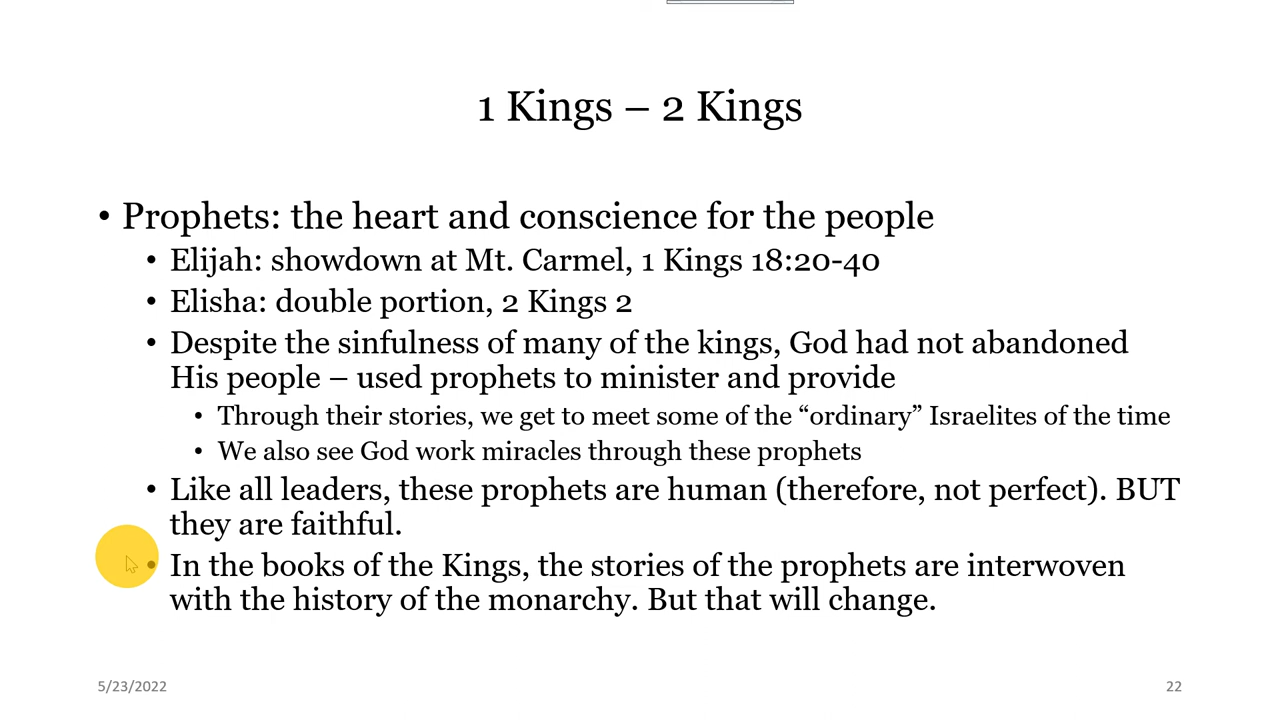 1 Kings – 2 Kings
• Prophets: the heart and conscience for the people
• Elijah: showdown at Mt. Carmel, 1 Kings 18:20-40
• Elisha: double portion, 2 Kings 2
• Despite the sinfulness of many of the kings, God had not abandoned
His people – used prophets to minister and provide
• Through their stories, we get to meet some of the “ordinary” Israelites of the time
• We also see God work miracles through these prophets
• Like all leaders, these prophets are human (therefore, not perfect). BUT
they are faithful.
• In the books of the Kings, the stories of the prophets are interwoven
with the history of the monarchy. But that will change.
5/23/2022
22